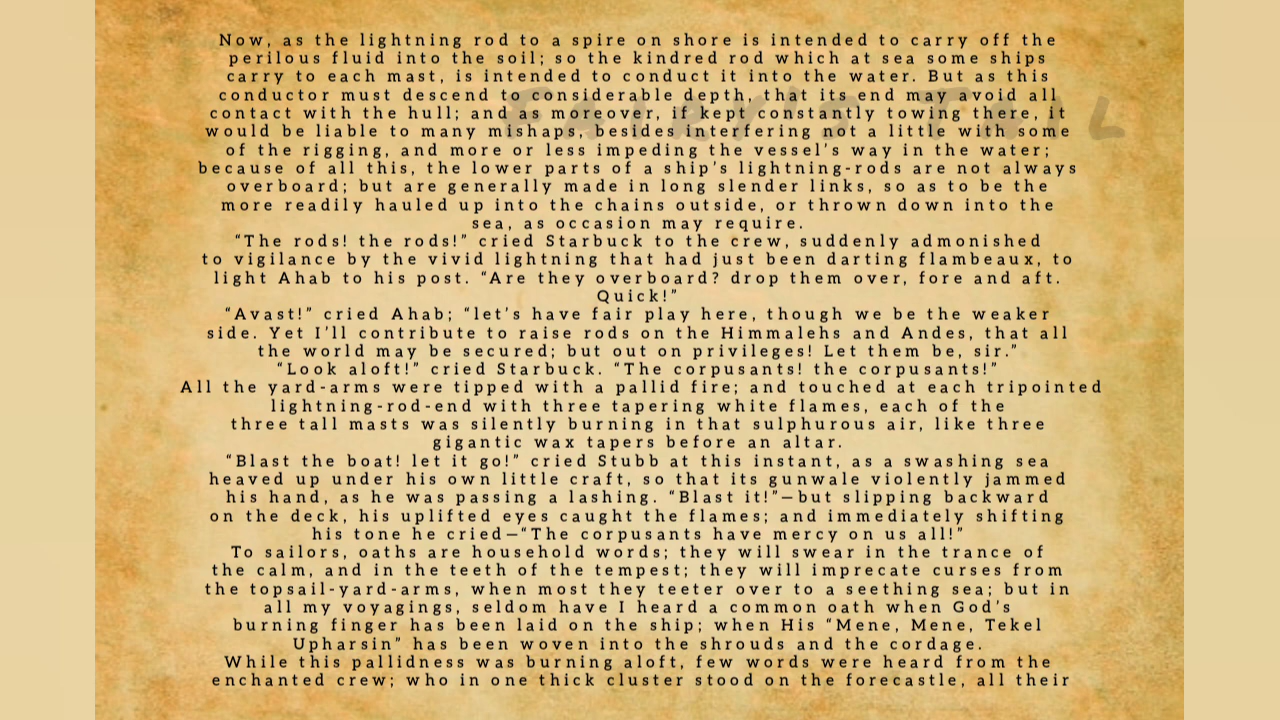 Now, as the lightning rod to a spire on shore is intended to carry off the
perilous fluid into the soil; so the kindred rod which at sea some ships
carry to each mast, is intended to conduct it into the water. But as this
conductor must descend to considerable depth, that its end may avoid all
contact with the hull; and as moreover, if kept constantly towing there, it
would be liable to many mishaps, besides interfering not a little with some
of the rigging, and more or less impeding the vessel's way in the water;
because of all this, the lower parts of a ship's lightning-rods are not always
overboard; but are generally made in long slender links, so as to be the
more readily hauled up into the chains outside, or thrown down into the
sea, as occasion may require.
“The rods! the rods!” cried Starbuck to the crew, suddenly admonished
to vigilance by the vivid lightning that had just been darting flambeaux, to
light Ahab to his post. “Are they overboard? drop them over, fore and aft.
Quick!”
“Avast!” cried Ahab; “let's have fair play here, though we be the weaker
side. Yet I'll contribute to raise rods on the Himmalehs and Andes, that all
the world may be secured; but out on privileges! Let them be, sir.”
“Look aloft!” cried Starbuck. “The corpusants! the corpusants!”
All the yard-arms were tipped with a pallid fire; and touched at each tripointed
lightning-rod-end with three tapering white flames, each of the
three tall masts was silently burning in that sulphurous air, like three
gigantic wax tapers before an altar.
“Blast the boat! let it go!” cried Stubb at this instant, as a swashing sea
heaved up under his own little craft, so that its gunwale violently jammed
his hand, as he was passing a lashing. “Blast it!”—but slipping backward
on the deck, his uplifted eyes caught the flames; and immediately shifting
his tone he cried—“The corpusants have mercy on us all!”
To sailors, oaths are household words; they will swear in the trance of
the calm, and in the teeth of the tempest; they will imprecate curses from
the topsail-yard-arms, when most they teeter over to a seething sea; but in
all my voyagings, seldom have I heard a common oath when God's
burning finger has been laid on the ship; when His “Mene, Mene, Tekel
Upharsin” has been woven into the shrouds and the cordage.
While this pallidness was burning aloft, few words were heard from the
enchanted crew; who in one thick cluster stood on the forecastle, all their